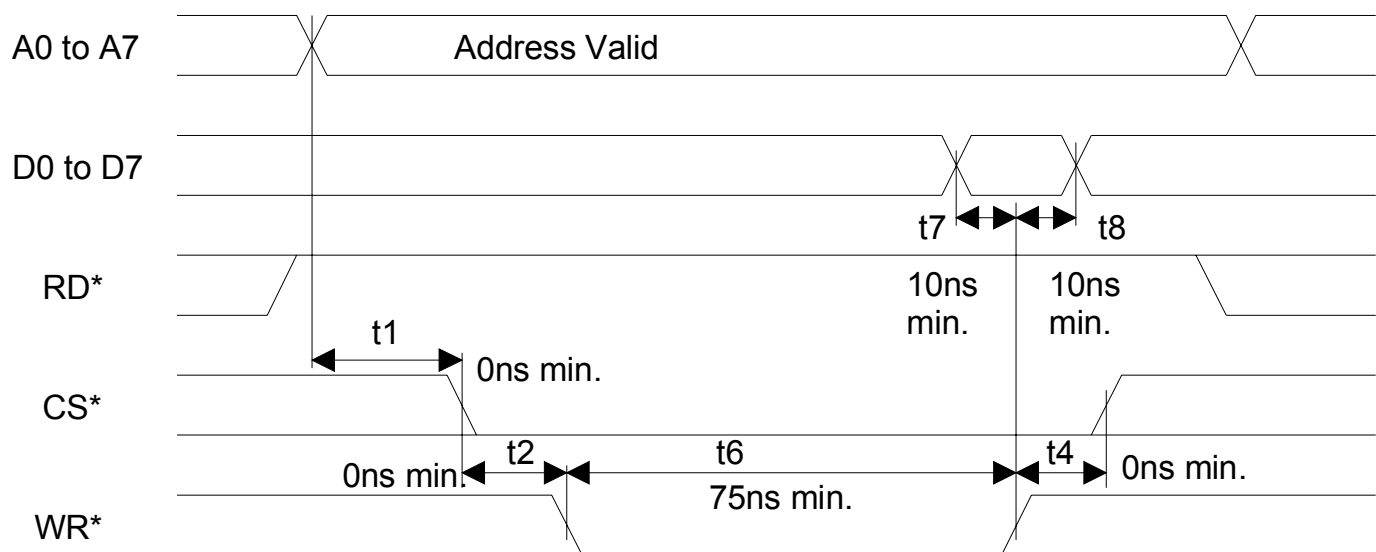 A0 to A7
Address Valid
D0 to D7
t7
t8
RD*
10ns
min.
10ns
min.
t1
0ns min.
CS*
t2
t6
t4
0ns min.
75ns min.
0ns min.
WR*